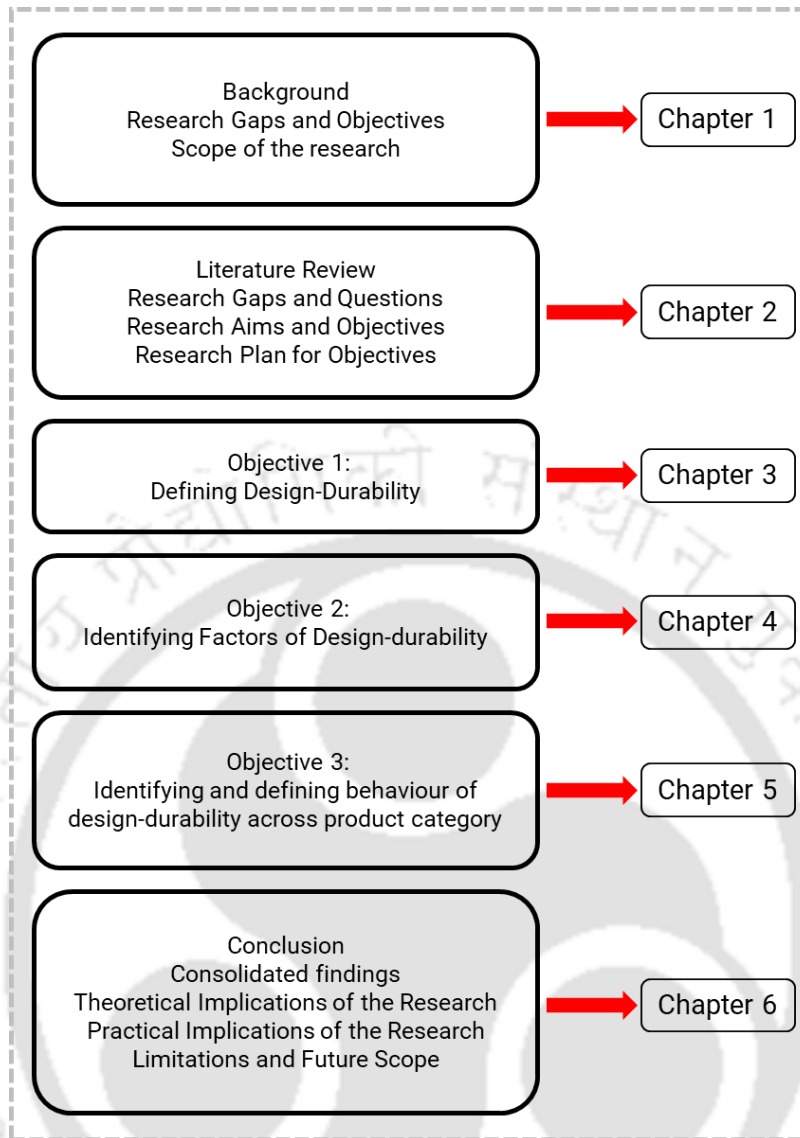 Background
Research Gaps and Objectives
Scope of the research
Chapter 1
Literature Review
Research Gaps and Questions
Research Aims and Objectives
Research Plan for Objectives
Chapter 2
Objective 1:
Defining Design-Durability
Chapter 3
Objective 2:
Identifying Factors of Design-durability
Chapter 4
Objective 3:
Identifying and defining behaviour of
design-durability across product category
Chapter 5
Conclusion
Consolidated findings
Theoretical Implications of the Research
Practical Implications of the Research
Limitations and Future Scope
Chapter 6